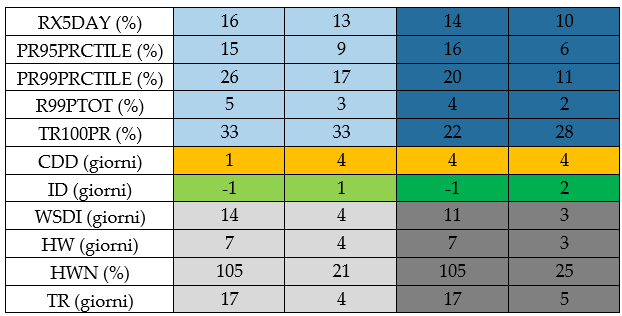 RX5DAY (%) 16 13 14 10
PR95PRCTILE (%) 15 9 16 6
PR99PRCTILE (%) 26 17 20 11
R99PTOT (%) 5 3 4 2
TR100PR (%) 33 33 22 28
CDD (giorni) 1 4 4 4
ID (giorni) -1 1 -1 2
WSDI (giorni) 14 4 11 3
HW (giorni) 7 4 7 3
HWN (%) 105 21 105 25
TR (giorni) 17 4 17 5